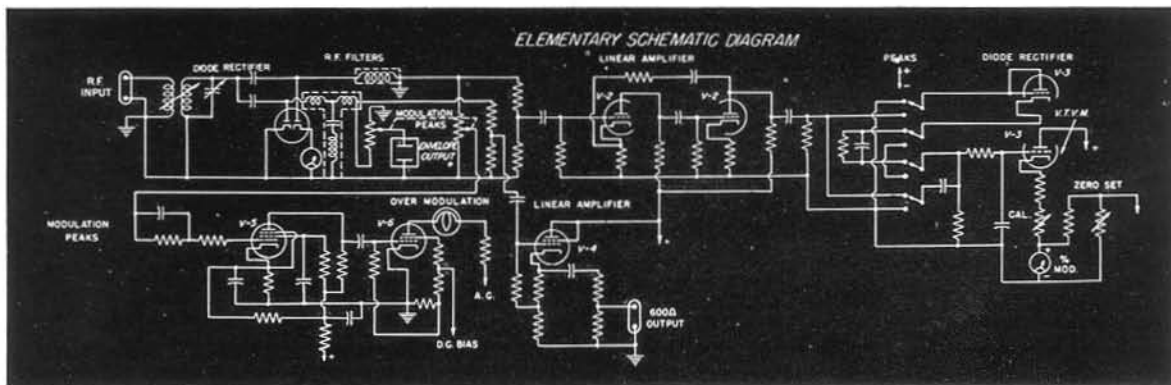 ELEMENTARY SCHEMATIC DIAGRAM
R.F. FILTERS
LINEAR AMPLIFIER
PEAKS
DIODE RECTIFIER
DIODE RECTIFIER
R.F.
INPUT
+
-
V-3
V-2
V-2
V.T.V.M.
V-3
MODULATION
PEAKS
ENVELOPE
OUTPUT
+
ZERO SET
OVER MODULATION
LINEAR AMPLIFIER
MODULATION
PEAKS
V-5
V-6
V-4
+
CAL.
+
%
MOD.
-
A.C.
600Ω
OUTPUT
D.C. BIAS
+